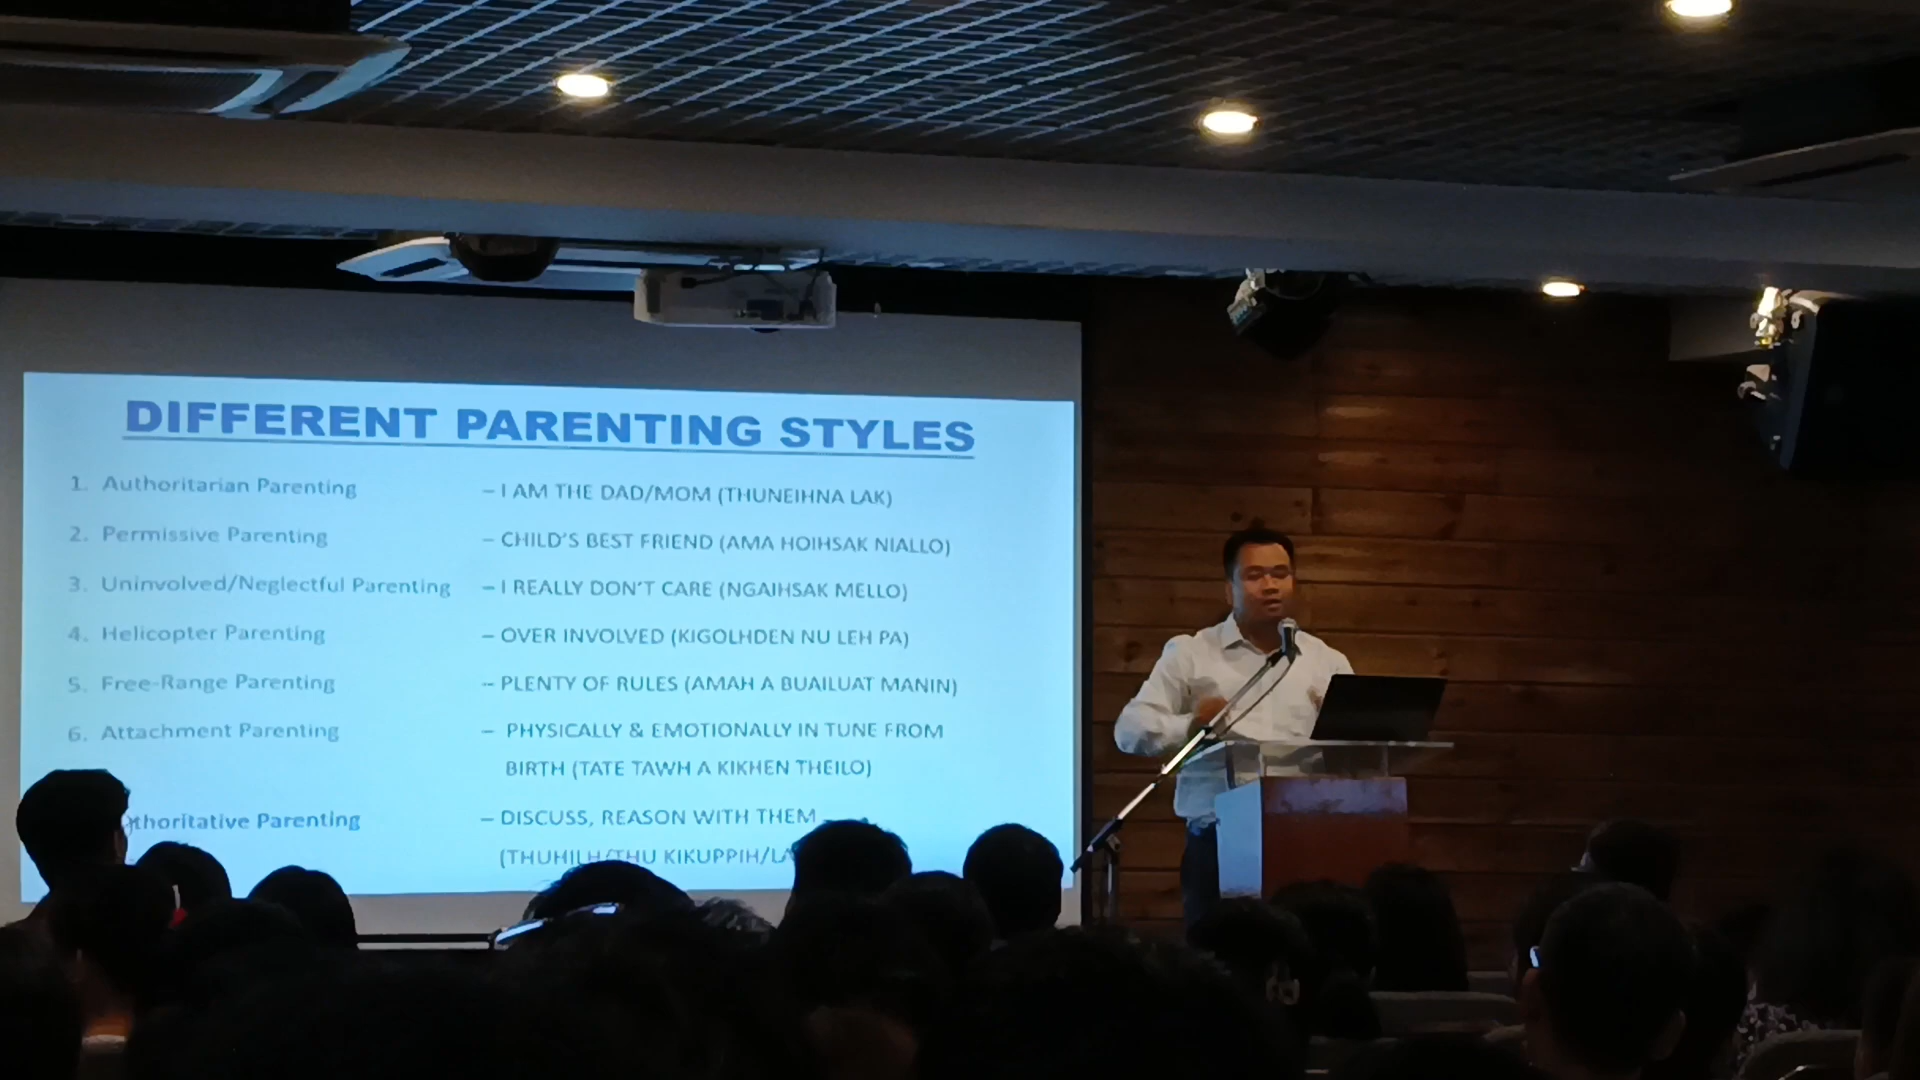 DIFFERENT PARENTING STYLES
1. Authoritarian Parenting – I AM THE DAD/MOM (THUNEIHNA LAK)
2. Permissive Parenting – CHILD'S BEST FRIEND (AMA HOIHSAK NIALLO)
3. Uninvolved/Neglectful Parenting – I REALLY DON'T CARE (NGAIHSAK MELLO)
4. Helicopter Parenting – OVER INVOLVED (KIGOLHDEN NU LEH PA)
5. Free-Range Parenting -- PLENTY OF RULES (AMAH A BUAILUAT MANIN)
6. Attachment Parenting – PHYSICALLY & EMOTIONALLY IN TUNE FROM
BIRTH (TATE TAWH A KIKHEN THEILO)
thoritative Parenting – DISCUSS, REASON WITH THEM
(THUHILH/THU KIKUPPIH/